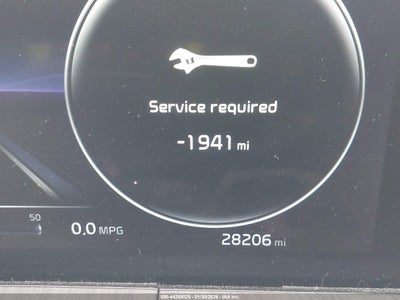 Service required
-1941 mi
50
0.0 MPG
28206 mi